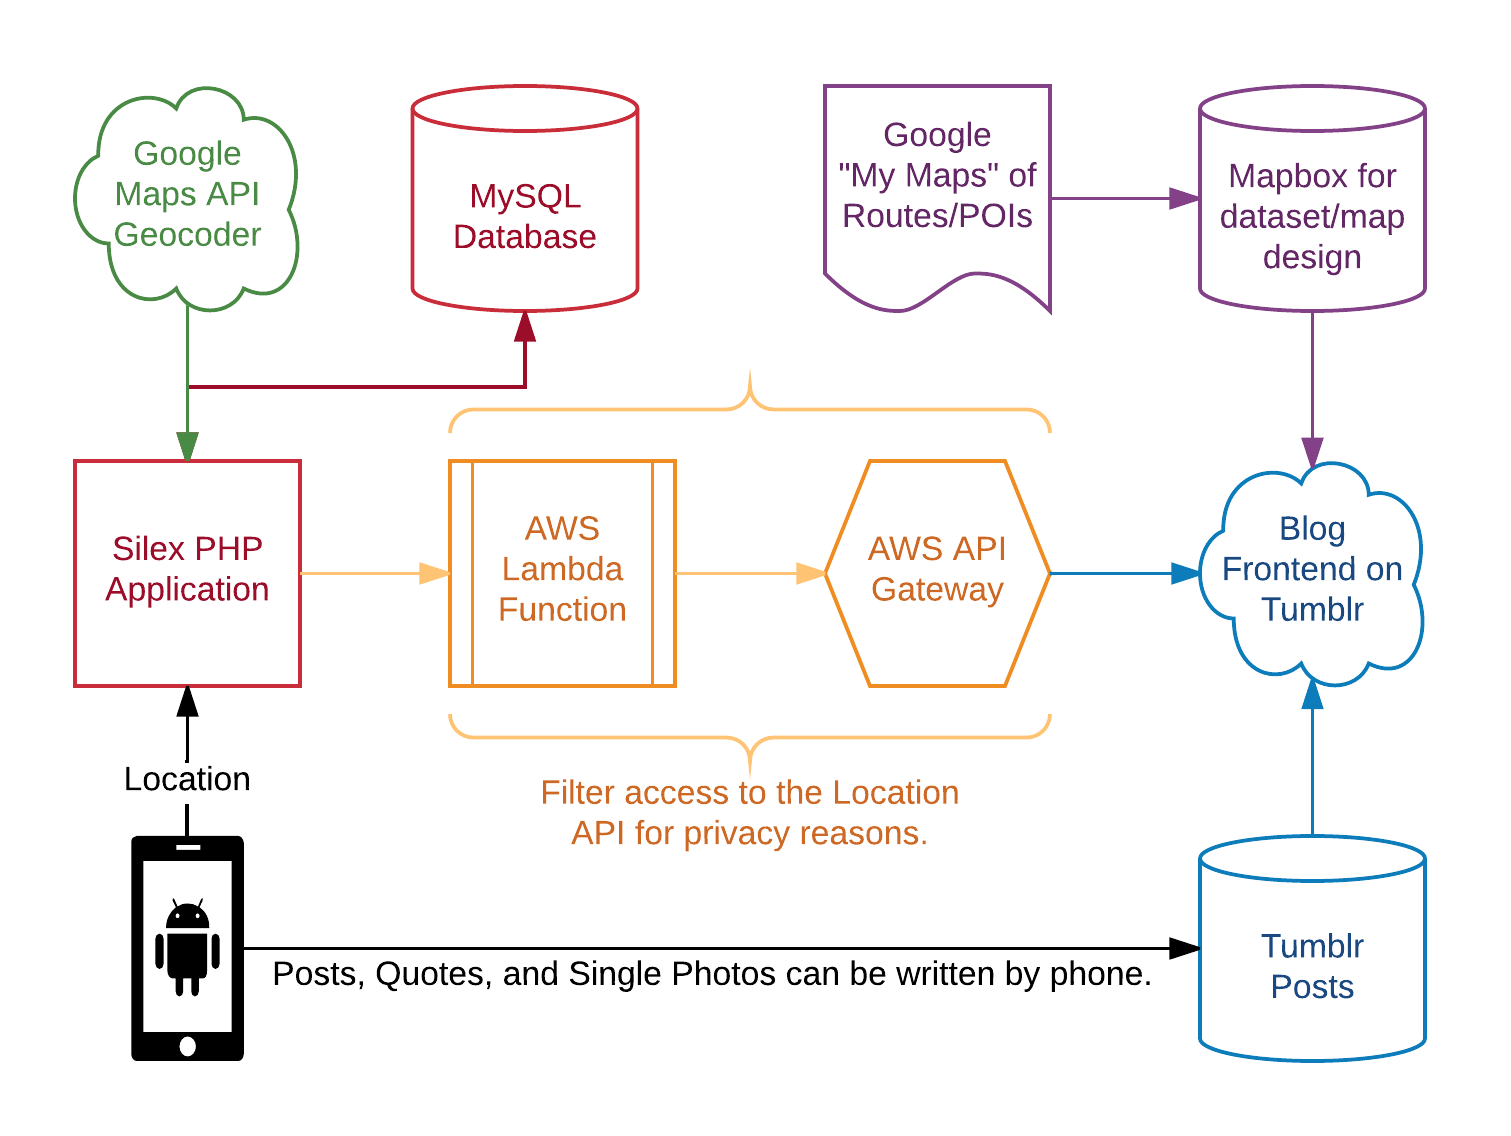 Google
Maps API
Geocoder
MySQL
Database
Google
"My Maps" of
Routes/POIs
Mapbox for
dataset/map
design
Silex PHP
Application
AWS
Lambda
Function
AWS API
Gateway
Blog
Frontend on
Tumblr
Location
Filter access to the Location
API for privacy reasons.
Posts, Quotes, and Single Photos can be written by phone.
Tumblr
Posts